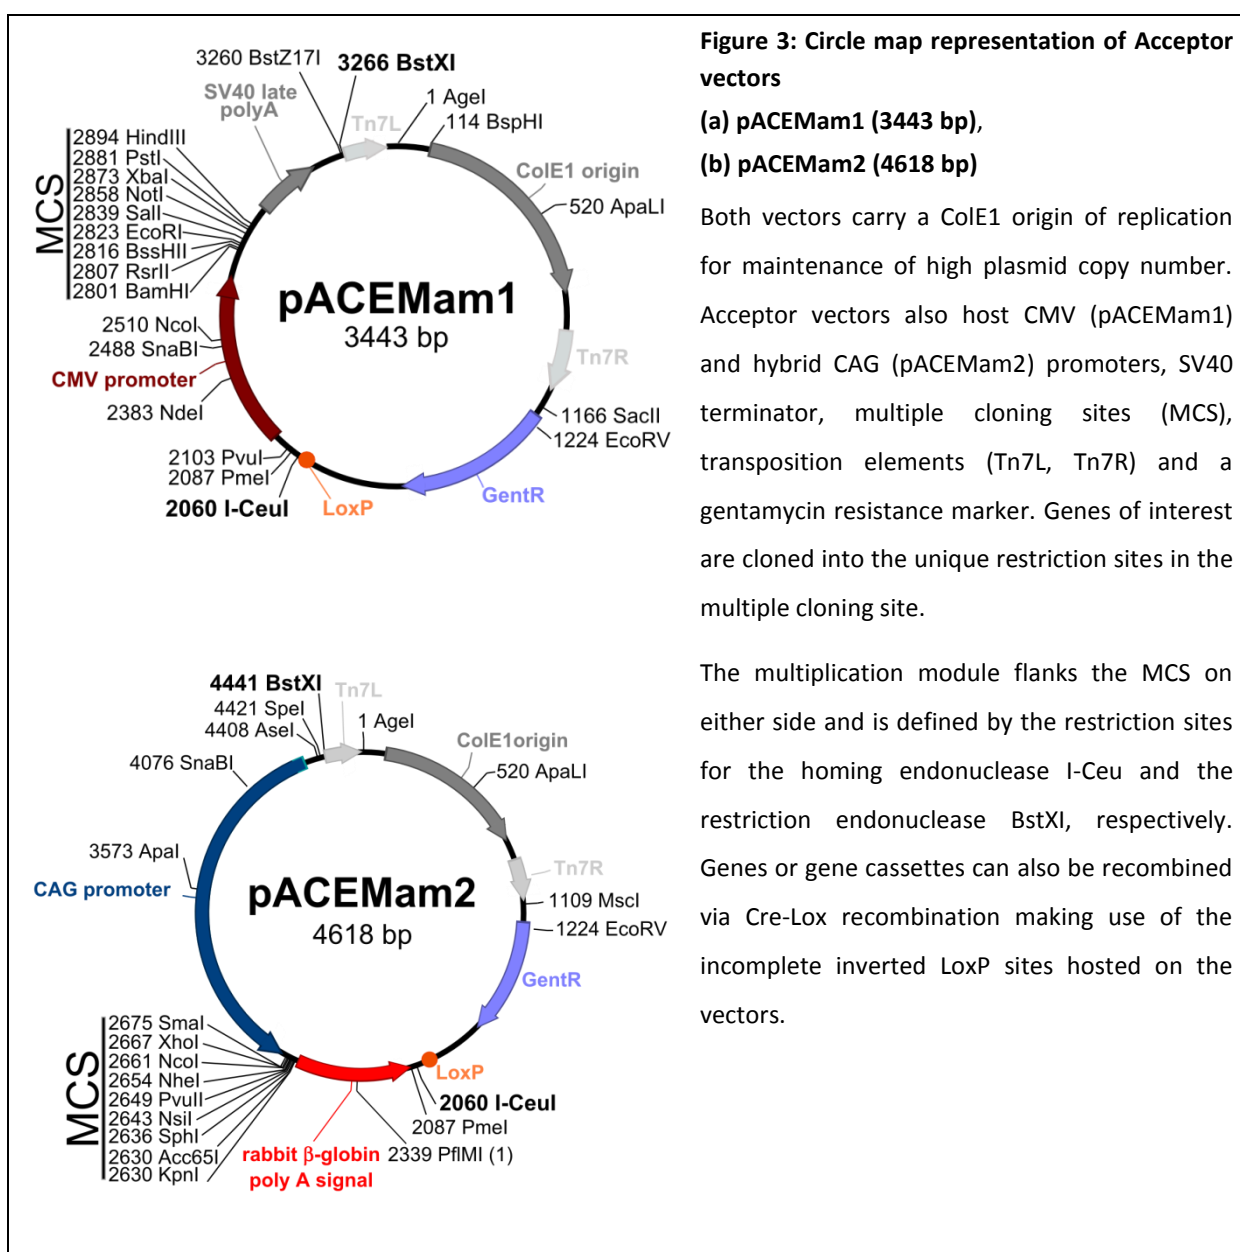 3260 BstZ17I
3266 BstXI
SV40 late
polyA
Tn7L
1 AgeI
114 BspHI
ColE1 origin
520 ApaLI
MCS
2894 HindIII
2881 PstI
2873 XbaI
2858 NotI
2839 SalI
2823 EcoRI
2816 BssHII
2807 RsrII
2801 BamHI
pACEMam1
3443 bp
2510 NcoI
2488 SnaBI
CMV promoter
2383 NdeI
Tn7R
1166 SacII
1224 EcoRV
2103 PvuI
2087 PmeI
2060 I-CeuI
LoxP
GentR
4441 BstXI
Tn7L
4421 SpeI
4408 AseI
1 AgeI
4076 SnaBI
ColE1origin
520 ApaLI
3573 ApaI
CAG promoter
pACEMam2
4618 bp
Tn7R
1109 MscI
1224 EcoRV
GentR
MCS
2675 SmaI
2667 XhoI
2661 NcoI
2654 NheI
2649 PvuII
2643 NsiI
2636 SphI
2630 Acc65I
2630 KpnI
LoxP
2060 I-CeuI
2087 PmeI
2339 PflMI (1)
rabbit β-globin
poly A signal
Figure 3: Circle map representation of Acceptor
vectors
(a) pACEMam1 (3443 bp),
(b) pACEMam2 (4618 bp)
Both vectors carry a ColE1 origin of replication
for maintenance of high plasmid copy number.
Acceptor vectors also host CMV (pACEMam1)
and hybrid CAG (pACEMam2) promoters, SV40
terminator, multiple cloning sites (MCS),
transposition elements (Tn7L, Tn7R) and a
gentamycin resistance marker. Genes of interest
are cloned into the unique restriction sites in the
multiple cloning site.
The multiplication module flanks the MCS on
either side and is defined by the restriction sites
for the homing endonuclease I-Ceu and the
restriction endonuclease BstXI, respectively.
Genes or gene cassettes can also be recombined
via Cre-Lox recombination making use of the
incomplete inverted LoxP sites hosted on the
vectors.